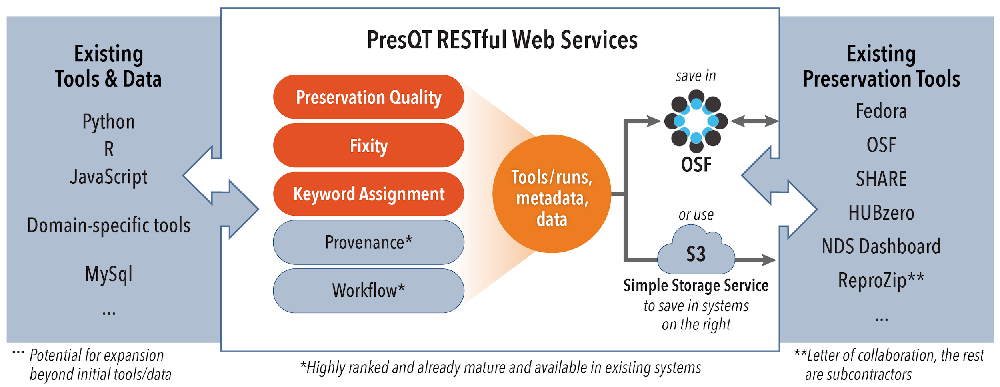 PresQT RESTful Web Services
Existing
Tools & Data
Python
R
JavaScript
Domain-specific tools
MySql
...
... Potential for expansion
beyond initial tools/data
Preservation Quality
Fixity
Keyword Assignment
Provenance*
Workflow*
Tools/runs,
metadata,
data
save in
OSF
or use
S3
Simple Storage Service
to save in systems
on the right
*Highly ranked and already mature and available in existing systems
Existing
Preservation Tools
Fedora
OSF
SHARE
HUBzero
NDS Dashboard
ReproZip**
...
**Letter of collaboration, the rest
are subcontractors